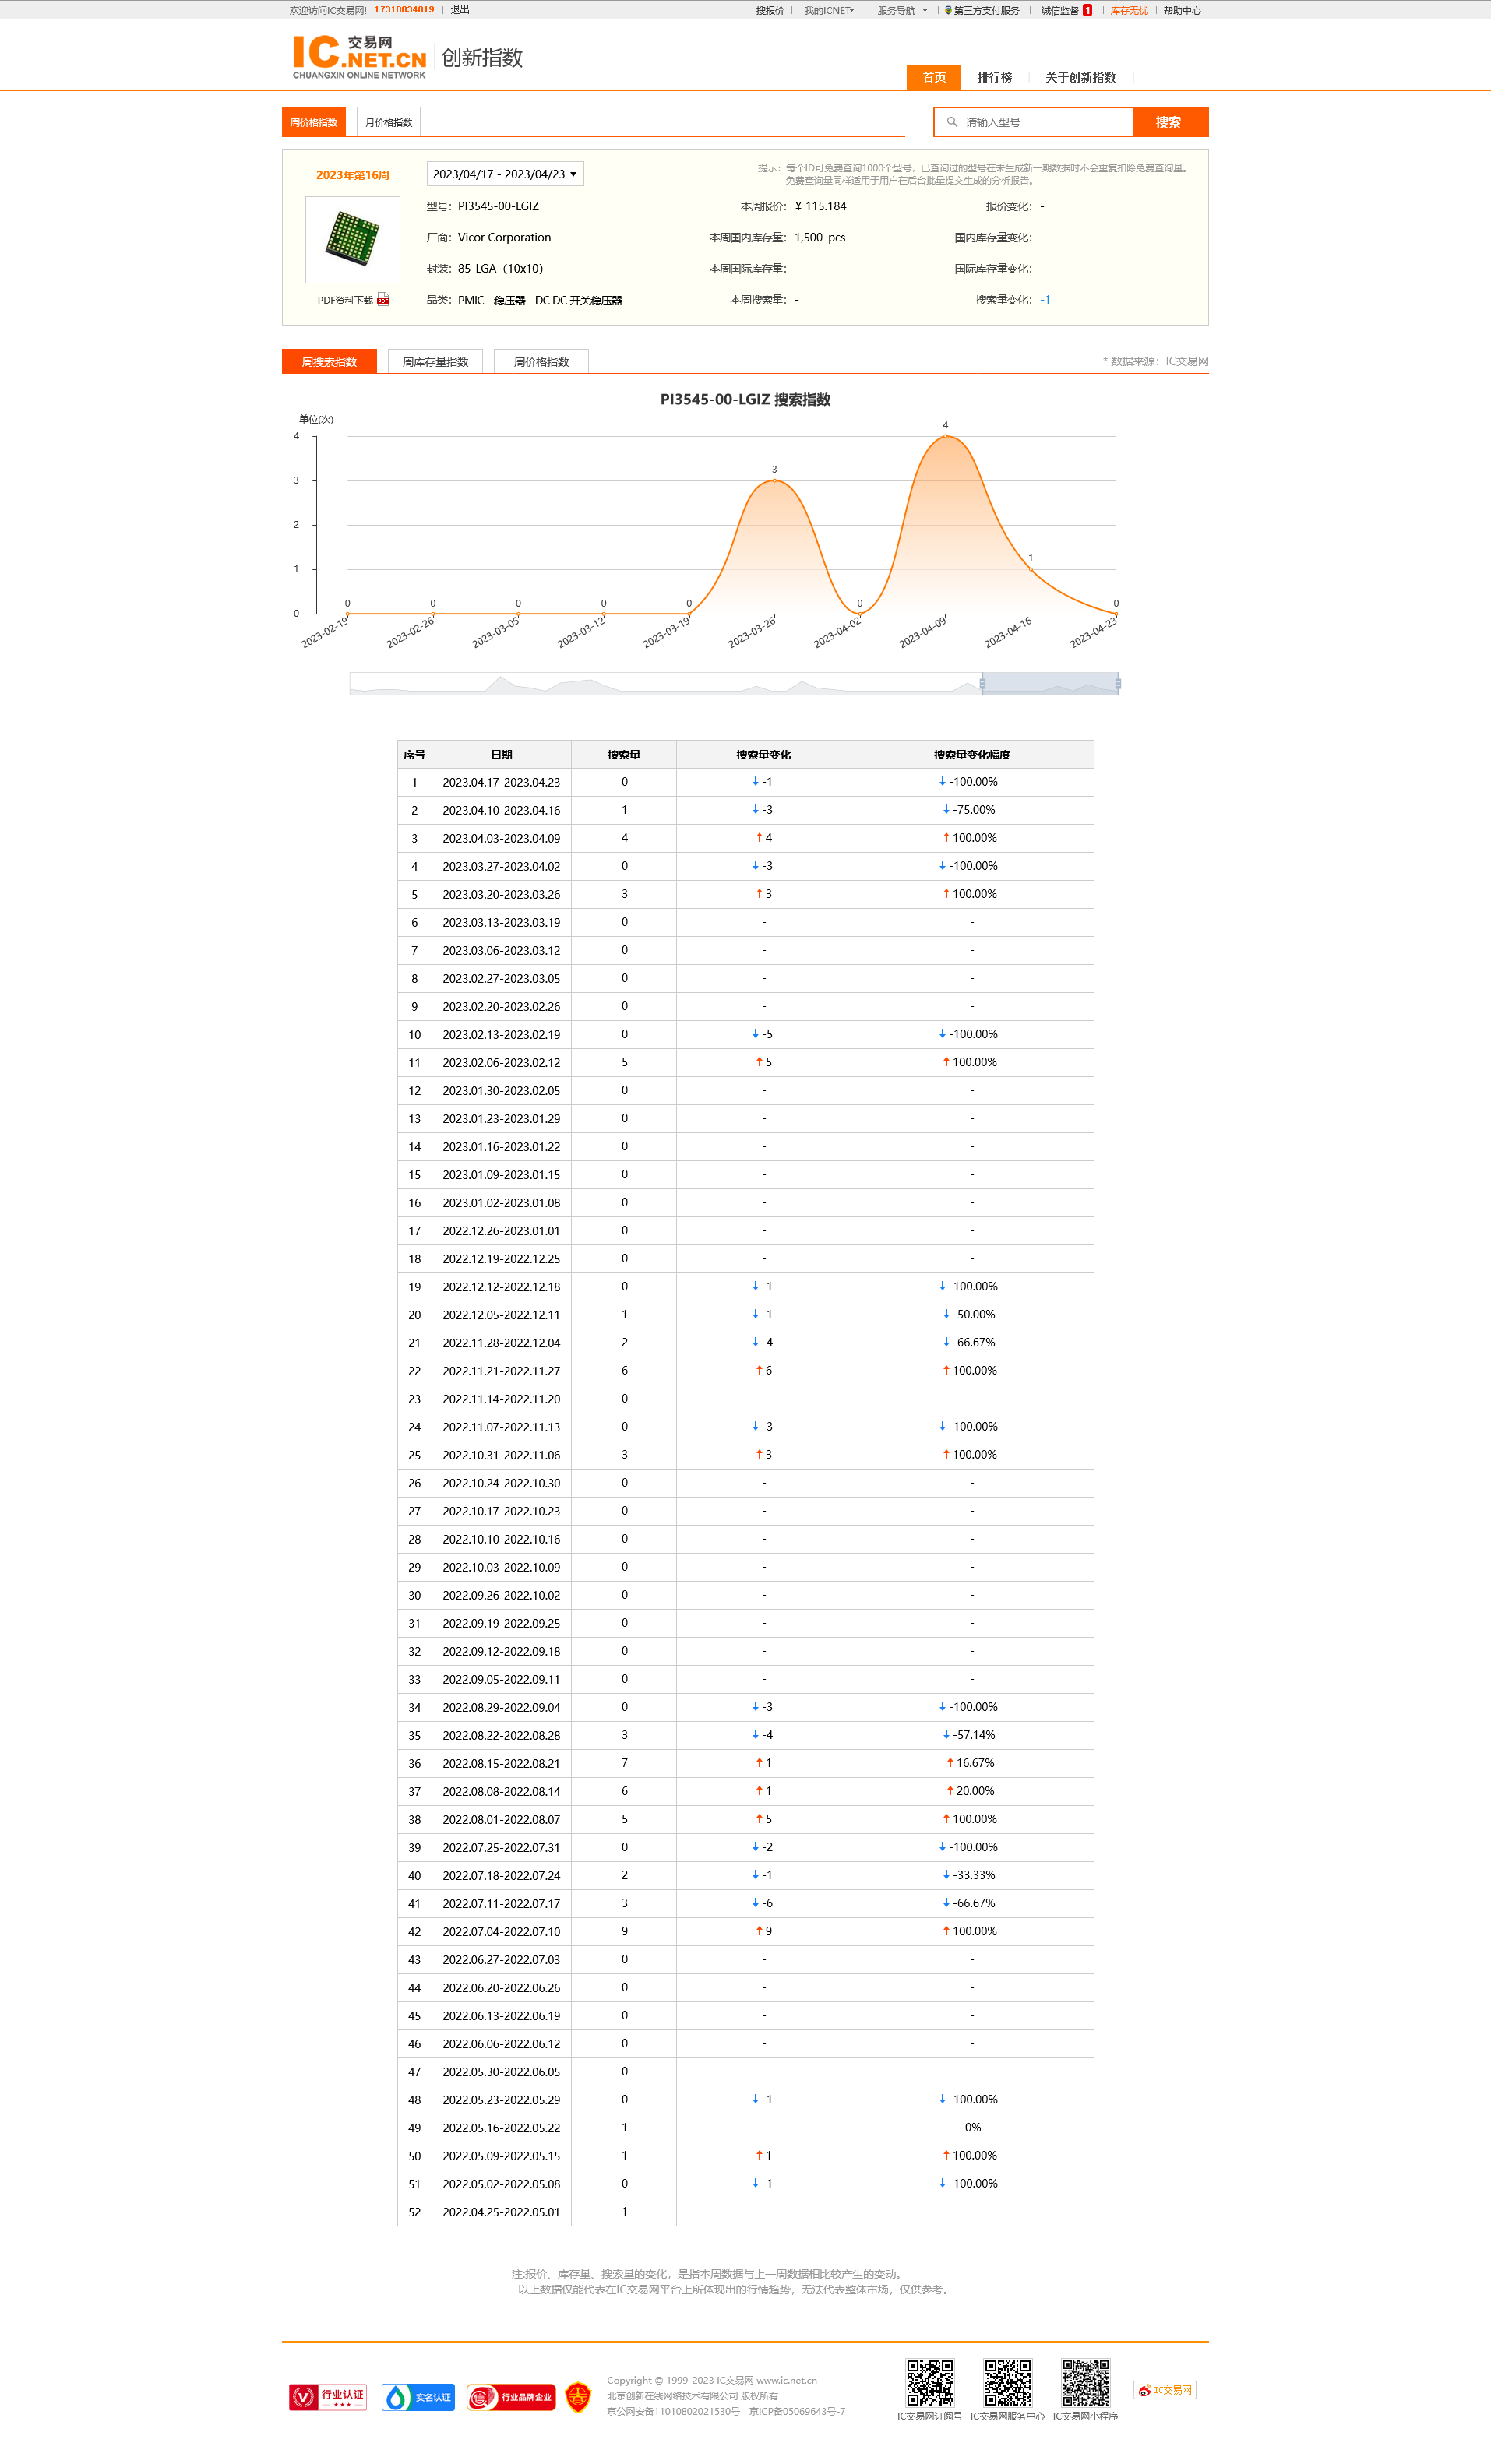 欢迎访问IC交易网! 17318034819 | 退出 搜报价 | 我的ICNET | 服务导航 | 第三方支付服务 | 诚信监督 1 | 库存无忧 | 帮助中心
IC 交易网 .NET.CN 创新指数
CHUANGXIN ONLINE NETWORK
首页 排行榜 关于创新指数
周价格指数 月价格指数 请输入型号 搜索
2023年第16周 2023/04/17 - 2023/04/23
提示：每个ID可免费查询1000个型号，已查询过的型号在未生成新一期数据时不会重复扣除免费查询量。
免费查询量同样适用于用户在后台批量提交生成的分析报告。
型号：PI3545-00-LGIZ 本周报价：¥ 115.184 报价变化：-
厂商：Vicor Corporation 本周国内库存量：1,500 pcs 国内库存量变化：-
封装：85-LGA（10x10） 本周国际库存量：- 国际库存量变化：-
PDF资料下载 品类：PMIC - 稳压器 - DC DC 开关稳压器 本周搜索量：- 搜索量变化：-1
周搜索指数 周库存量指数 周价格指数 * 数据来源：IC交易网
PI3545-00-LGIZ 搜索指数
单位(次)
4
3
2
1
0
0 0 0 0 0 3 0 4 1 0
2023-02-19 2023-02-26 2023-03-05 2023-03-12 2023-03-19 2023-03-26 2023-04-02 2023-04-09 2023-04-16 2023-04-23
序号 日期 搜索量 搜索量变化 搜索量变化幅度
1 2023.04.17-2023.04.23 0 ↓ -1 ↓ -100.00%
2 2023.04.10-2023.04.16 1 ↓ -3 ↓ -75.00%
3 2023.04.03-2023.04.09 4 ↑ 4 ↑ 100.00%
4 2023.03.27-2023.04.02 0 ↓ -3 ↓ -100.00%
5 2023.03.20-2023.03.26 3 ↑ 3 ↑ 100.00%
6 2023.03.13-2023.03.19 0 - -
7 2023.03.06-2023.03.12 0 - -
8 2023.02.27-2023.03.05 0 - -
9 2023.02.20-2023.02.26 0 - -
10 2023.02.13-2023.02.19 0 ↓ -5 ↓ -100.00%
11 2023.02.06-2023.02.12 5 ↑ 5 ↑ 100.00%
12 2023.01.30-2023.02.05 0 - -
13 2023.01.23-2023.01.29 0 - -
14 2023.01.16-2023.01.22 0 - -
15 2023.01.09-2023.01.15 0 - -
16 2023.01.02-2023.01.08 0 - -
17 2022.12.26-2023.01.01 0 - -
18 2022.12.19-2022.12.25 0 - -
19 2022.12.12-2022.12.18 0 ↓ -1 ↓ -100.00%
20 2022.12.05-2022.12.11 1 ↓ -1 ↓ -50.00%
21 2022.11.28-2022.12.04 2 ↓ -4 ↓ -66.67%
22 2022.11.21-2022.11.27 6 ↑ 6 ↑ 100.00%
23 2022.11.14-2022.11.20 0 - -
24 2022.11.07-2022.11.13 0 ↓ -3 ↓ -100.00%
25 2022.10.31-2022.11.06 3 ↑ 3 ↑ 100.00%
26 2022.10.24-2022.10.30 0 - -
27 2022.10.17-2022.10.23 0 - -
28 2022.10.10-2022.10.16 0 - -
29 2022.10.03-2022.10.09 0 - -
30 2022.09.26-2022.10.02 0 - -
31 2022.09.19-2022.09.25 0 - -
32 2022.09.12-2022.09.18 0 - -
33 2022.09.05-2022.09.11 0 - -
34 2022.08.29-2022.09.04 0 ↓ -3 ↓ -100.00%
35 2022.08.22-2022.08.28 3 ↓ -4 ↓ -57.14%
36 2022.08.15-2022.08.21 7 ↑ 1 ↑ 16.67%
37 2022.08.08-2022.08.14 6 ↑ 1 ↑ 20.00%
38 2022.08.01-2022.08.07 5 ↑ 5 ↑ 100.00%
39 2022.07.25-2022.07.31 0 ↓ -2 ↓ -100.00%
40 2022.07.18-2022.07.24 2 ↓ -1 ↓ -33.33%
41 2022.07.11-2022.07.17 3 ↓ -6 ↓ -66.67%
42 2022.07.04-2022.07.10 9 ↑ 9 ↑ 100.00%
43 2022.06.27-2022.07.03 0 - -
44 2022.06.20-2022.06.26 0 - -
45 2022.06.13-2022.06.19 0 - -
46 2022.06.06-2022.06.12 0 - -
47 2022.05.30-2022.06.05 0 - -
48 2022.05.23-2022.05.29 0 ↓ -1 ↓ -100.00%
49 2022.05.16-2022.05.22 1 - 0%
50 2022.05.09-2022.05.15 1 ↑ 1 ↑ 100.00%
51 2022.05.02-2022.05.08 0 ↓ -1 ↓ -100.00%
52 2022.04.25-2022.05.01 1 - -
注:报价、库存量、搜索量的变化，是指本周数据与上一周数据相比较产生的变动。
以上数据仅能代表在IC交易网平台上所体现出的行情趋势，无法代表整体市场，仅供参考。
行业认证 实名认证 行业品牌企业
Copyright © 1999-2023 IC交易网 www.ic.net.cn
北京创新在线网络技术有限公司 版权所有
京公网安备11010802021530号 京ICP备05069643号-7
IC交易网订阅号 IC交易网服务中心 IC交易网小程序 IC交易网